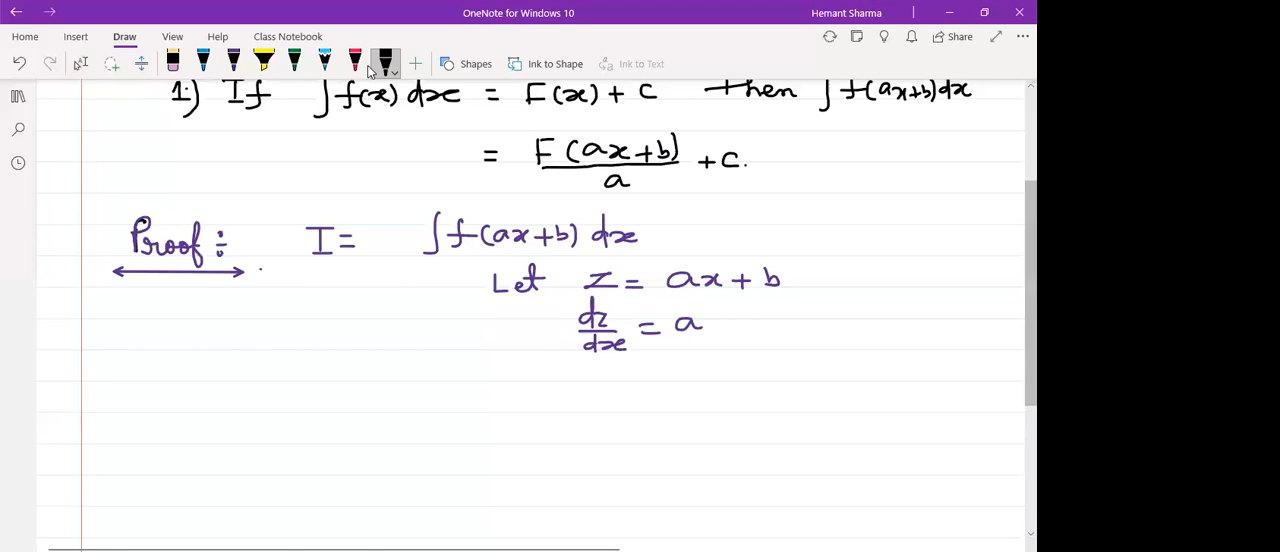 OneNote for Windows 10
Hemant Sharma
Home Insert Draw View Help Class Notebook
Share
Shapes Ink to Shape Ink to Text
1.) If ∫f(x) dx = F(x) + c then ∫f(ax+b)dx
= F(ax+b)/a + c.
Proof : I = ∫f(ax+b) dx
Let z = ax + b
dz/dx = a